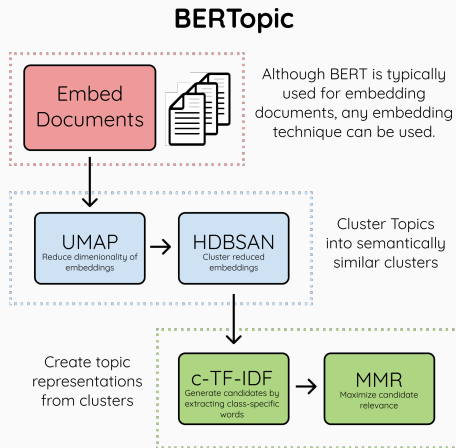 BERTopic
Embed
Documents
Although BERT is typically
used for embedding
documents, any embedding
technique can be used.
UMAP
Reduce dimenionality of
embeddings
HDBSAN
Cluster reduced
embeddings
Cluster Topics
into semantically
similar clusters
Create topic
representations
from clusters
c-TF-IDF
Generate candidates by
extracting class-specific
words
MMR
Maximize candidate
relevance